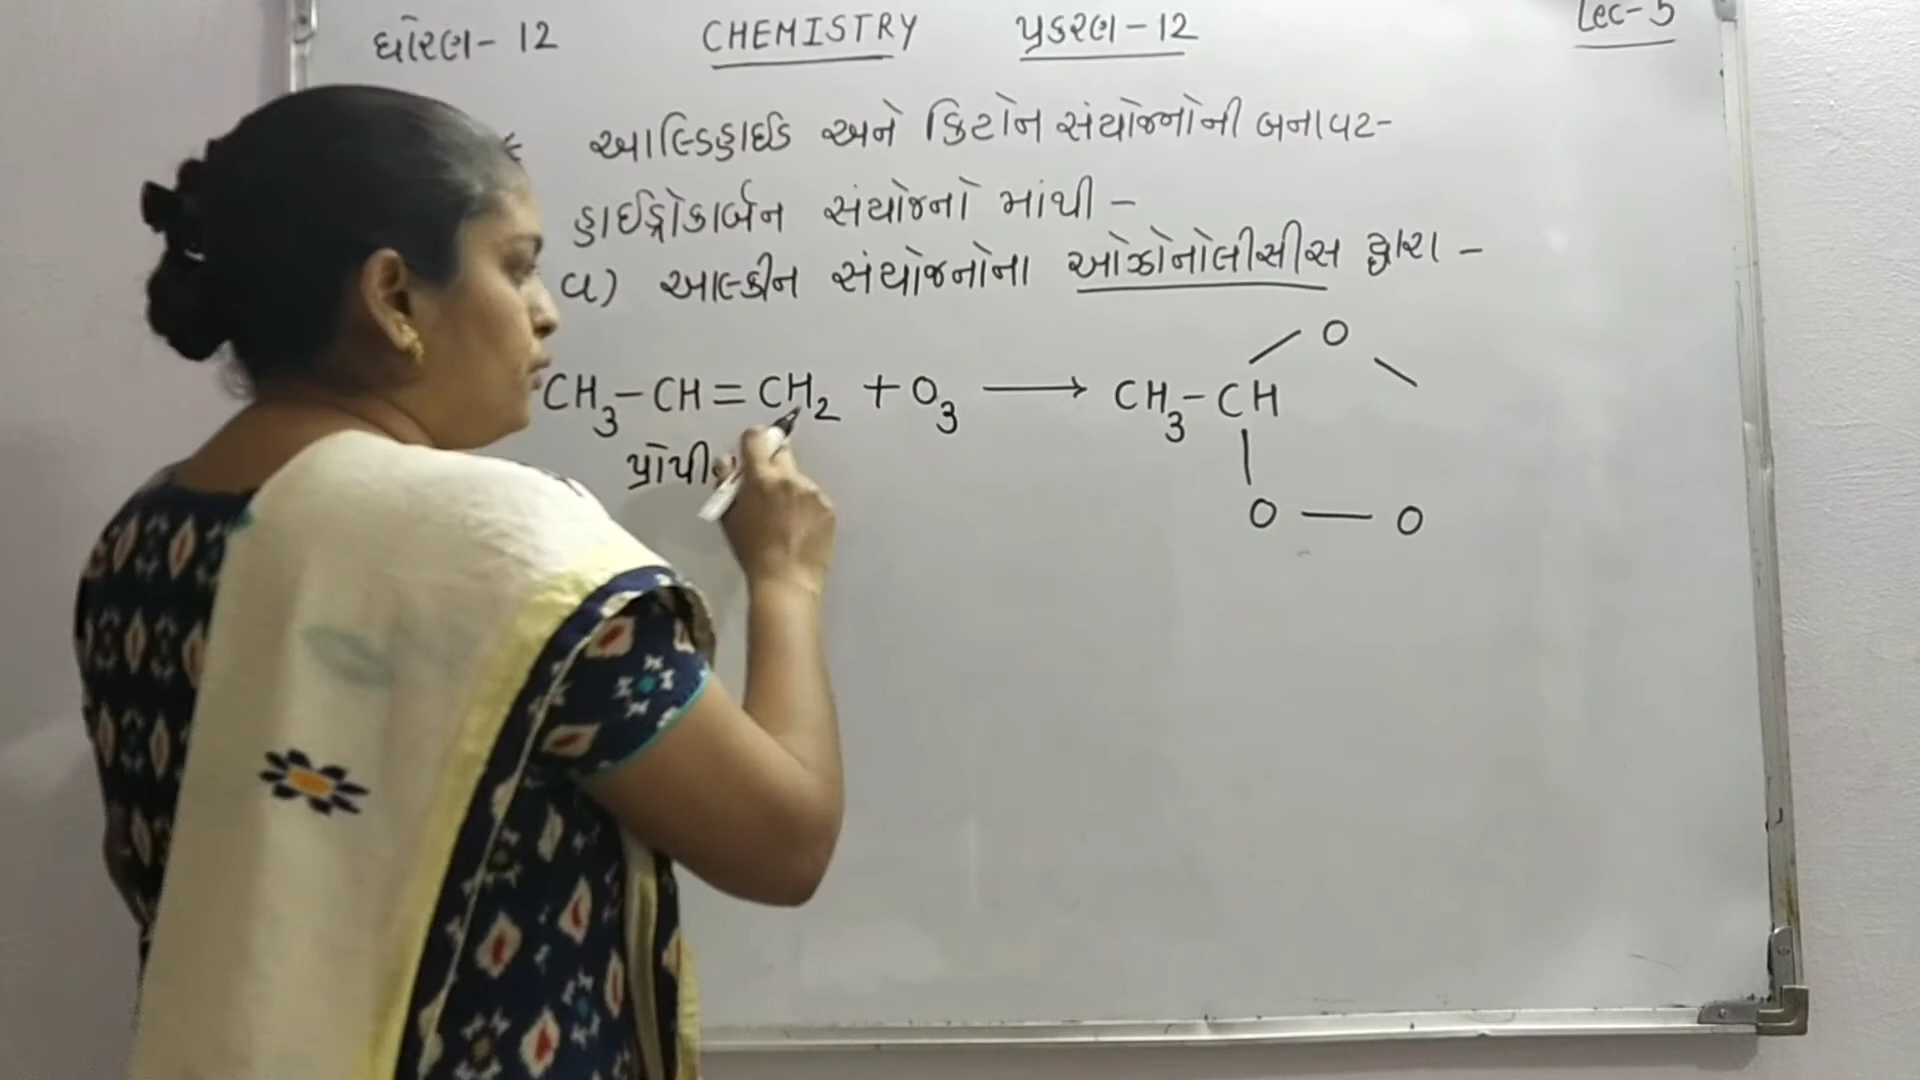 ધોરણ- 12 CHEMISTRY પ્રકરણ-12 Lec-5
* આલ્ડિહાઈડ અને કિટોન સંયોજનોની બનાવટ-
હાઈડ્રોકાર્બન સંયોજનો માંથી -
a) આલ્કીન સંયોજનોના ઓઝોનોલીસીસ દ્વારા -
O
CH3-CH=CH2 + O3 ⟶ CH3-CH
O — O